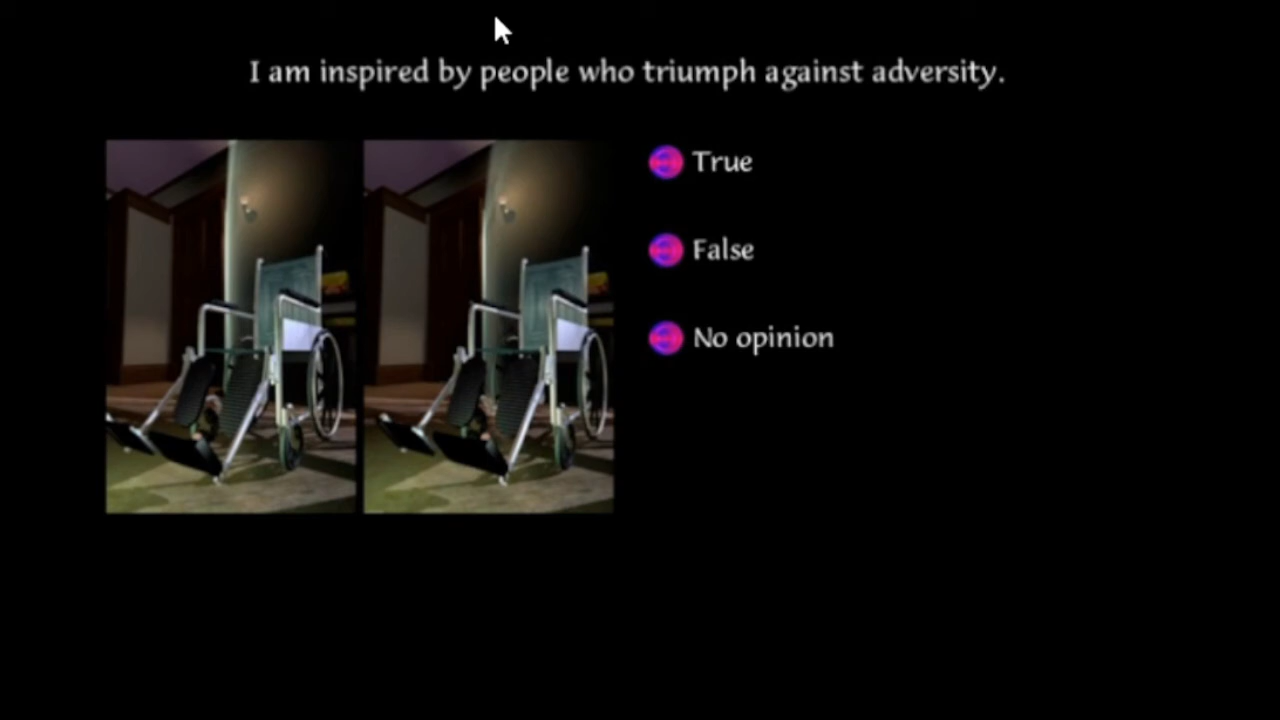 I am inspired by people who triumph against adversity.
True
False
No opinion